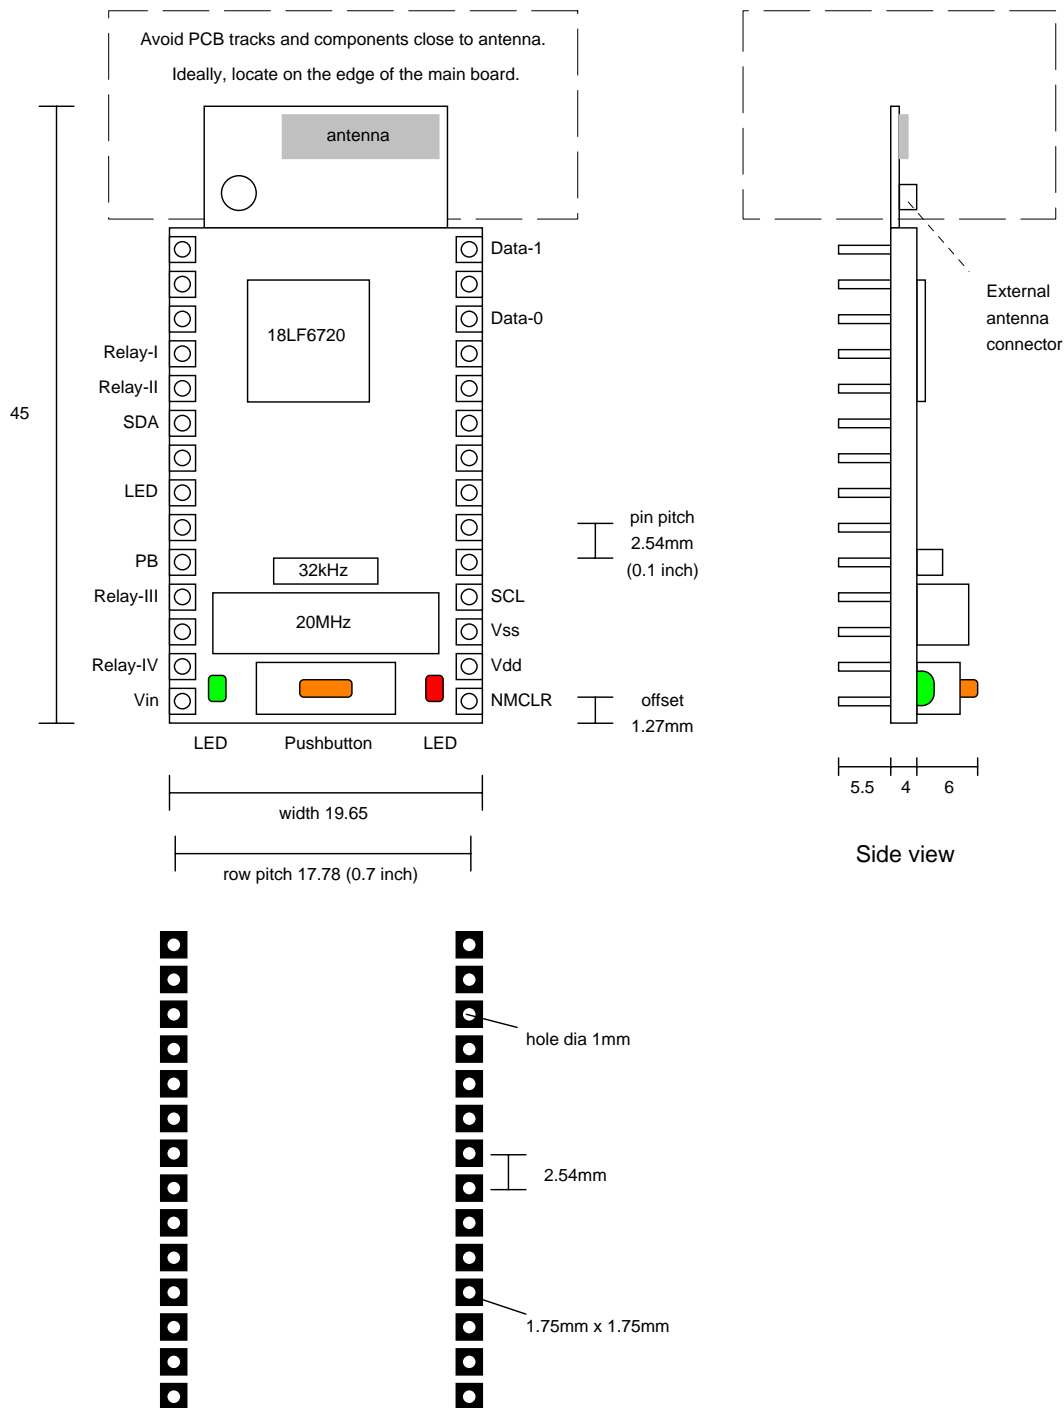 Avoid PCB tracks and components close to antenna.
Ideally, locate on the edge of the main board.
antenna
Data-1
18LF6720
Data-0
External
antenna
connector
Relay-I
Relay-II
45
SDA
LED
pin pitch
2.54mm
(0.1 inch)
PB
32kHz
Relay-III
SCL
20MHz
Vss
Relay-IV
Vdd
Vin
NMCLR
offset
1.27mm
LED
Pushbutton
LED
5.5
4
6
width 19.65
Side view
row pitch 17.78 (0.7 inch)
hole dia 1mm
2.54mm
1.75mm x 1.75mm